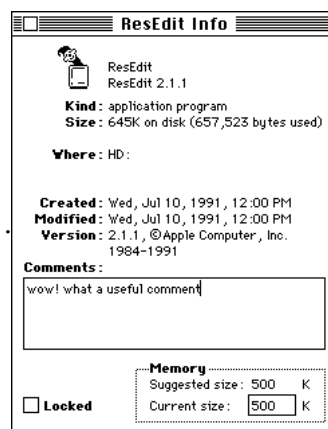 ResEdit Info
ResEdit
ResEdit 2.1.1
Kind: application program
Size: 645K on disk (657,523 bytes used)
Where: HD:
Created: Wed, Jul 10, 1991, 12:00 PM
Modified: Wed, Jul 10, 1991, 12:00 PM
Version: 2.1.1, ©Apple Computer, Inc.
1984-1991
Comments:
wow! what a useful comment
Memory
Suggested size: 500 K
Locked
Current size: 500 K